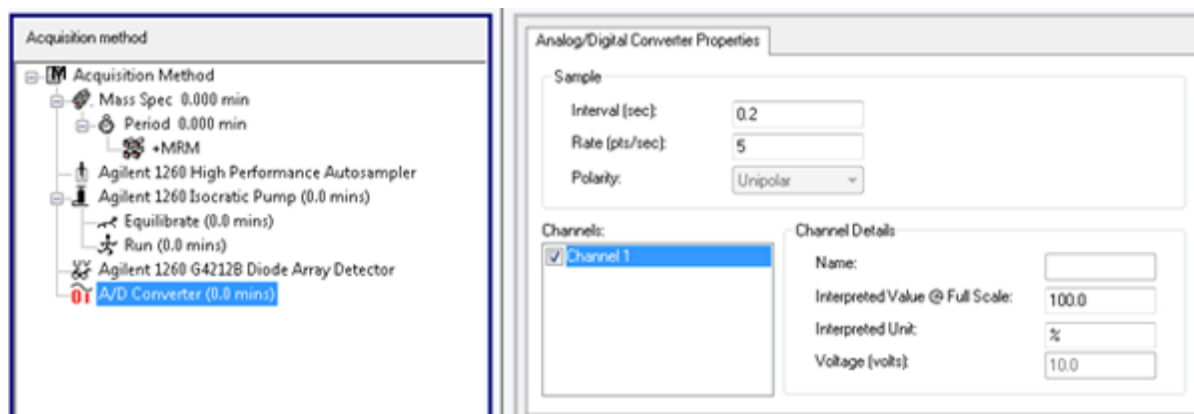 Acquisition method
Acquisition Method
Mass Spec 0.000 min
Period 0.000 min
+MRM
Agilent 1260 High Performance Autosampler
Agilent 1260 Isocratic Pump (0.0 mins)
Equilibrate (0.0 mins)
Run (0.0 mins)
Agilent 1260 G4212B Diode Array Detector
A/D Converter (0.0 mins)
Analog/Digital Converter Properties
Sample
Interval (sec): 0.2
Rate (pts/sec): 5
Polarity: Unipolar
Channels:
Channel 1
Channel Details
Name:
Interpreted Value @ Full Scale: 100.0
Interpreted Unit: %
Voltage (volts): 10.0